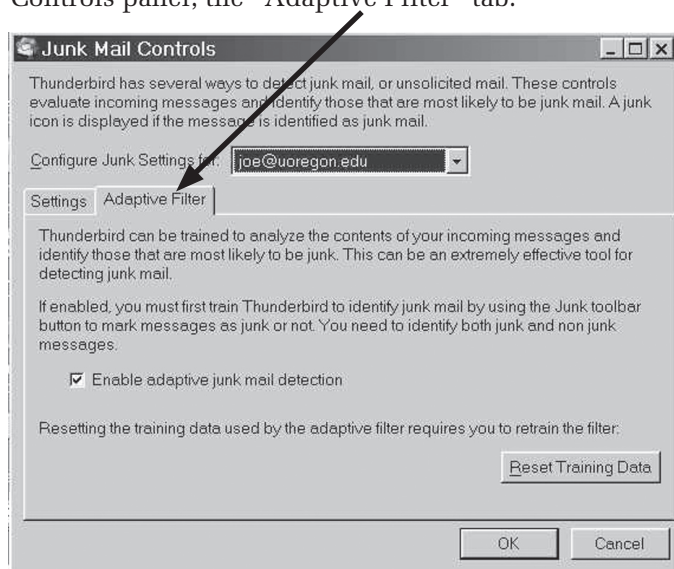 Controls panel, the "Adaptive Filter" tab.
Junk Mail Controls
Thunderbird has several ways to detect junk mail, or unsolicited mail. These controls
evaluate incoming messages and identify those that are most likely to be junk mail. A junk
icon is displayed if the message is identified as junk mail.
Configure Junk Settings for: joe@uoregon.edu
Settings Adaptive Filter
Thunderbird can be trained to analyze the contents of your incoming messages and
identify those that are most likely to be junk. This can be an extremely effective tool for
detecting junk mail.
If enabled, you must first train Thunderbird to identify junk mail by using the Junk toolbar
button to mark messages as junk or not. You need to identify both junk and non junk
messages.
Enable adaptive junk mail detection
Resetting the training data used by the adaptive filter requires you to retrain the filter:
Reset Training Data
OK Cancel